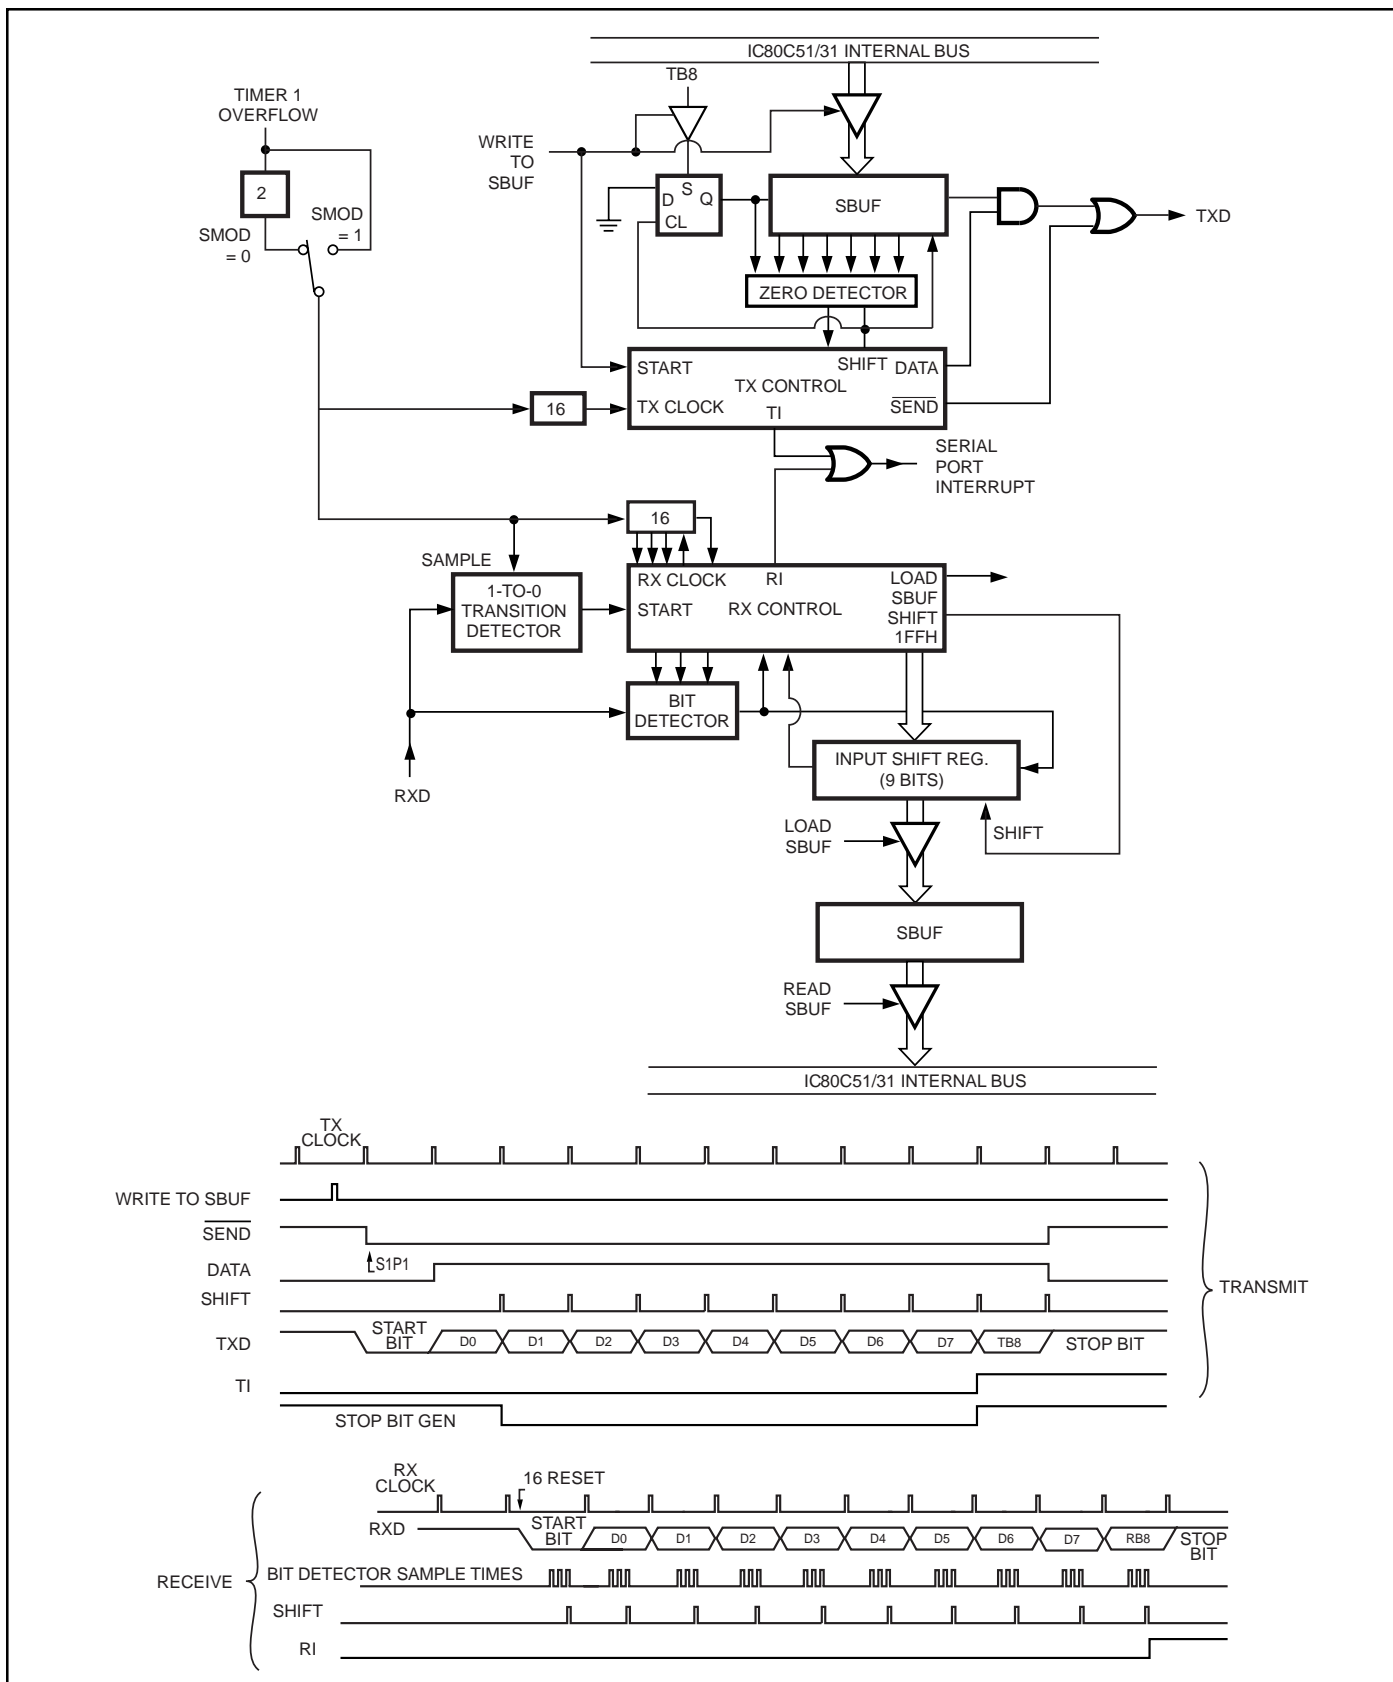 IC80C51/31 INTERNAL BUS
TB8
TIMER 1
OVERFLOW
WRITE
TO
SBUF
2
SMOD
= 1
SMOD
= 0
S
D
Q
CL
SBUF
TXD
ZERO DETECTOR
START
SHIFT
DATA
TX CONTROL
TX CLOCK
TI
SEND
16
SERIAL
PORT
INTERRUPT
16
SAMPLE
1-TO-0
TRANSITION
DETECTOR
RX CLOCK
RI
LOAD
SBUF
START
RX CONTROL
SHIFT
1FFH
BIT
DETECTOR
INPUT SHIFT REG.
(9 BITS)
RXD
LOAD
SBUF
SHIFT
SBUF
READ
SBUF
IC80C51/31 INTERNAL BUS
TX
CLOCK
WRITE TO SBUF
SEND
S1P1
DATA
SHIFT
TRANSMIT
TXD
START
BIT
D0
D1
D2
D3
D4
D5
D6
D7
TB8
STOP BIT
TI
STOP BIT GEN
RX
CLOCK
16 RESET
RXD
START
BIT
D0
D1
D2
D3
D4
D5
D6
D7
RB8
STOP
BIT
RECEIVE
BIT DETECTOR SAMPLE TIMES
SHIFT
RI